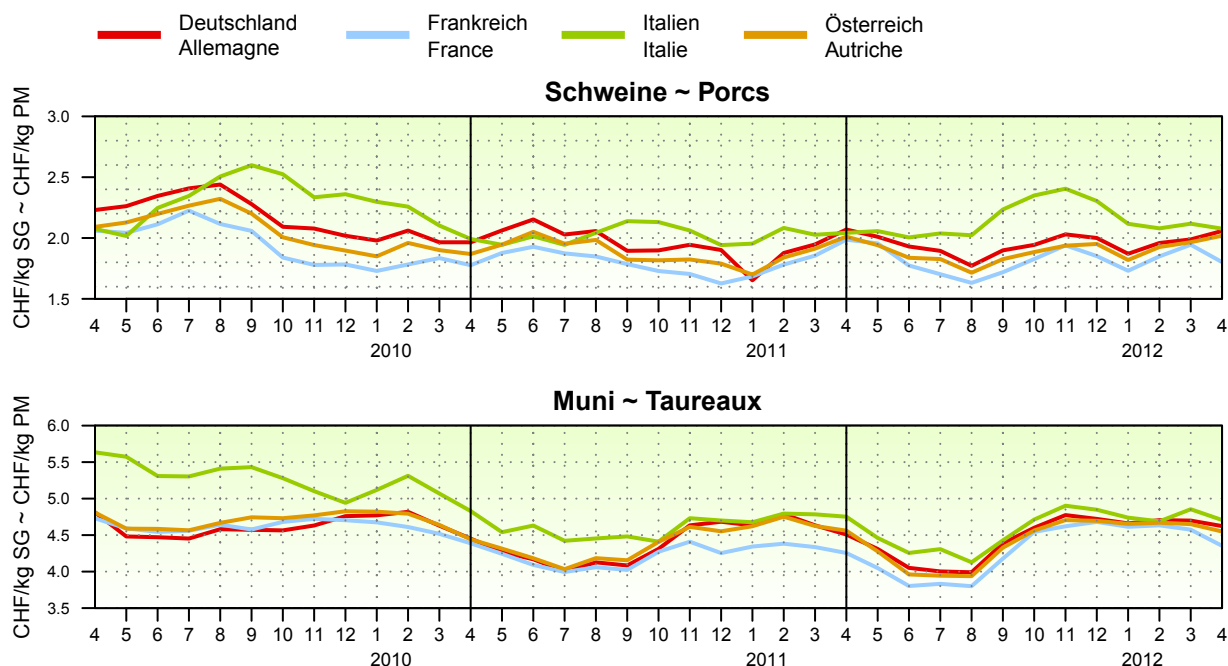 Deutschland
Allemagne
Frankreich
France
Italien
Italie
Österreich
Autriche
Schweine ~ Porcs
CHF/kg SG ~ CHF/kg PM
3.0
2.5
2.0
1.5
4 5 6 7 8 9 10 11 12 1 2 3 4 5 6 7 8 9 10 11 12 1 2 3 4 5 6 7 8 9 10 11 12 1 2 3 4
2010 2011 2012
Muni ~ Taureaux
CHF/kg SG ~ CHF/kg PM
6.0
5.5
5.0
4.5
4.0
3.5
4 5 6 7 8 9 10 11 12 1 2 3 4 5 6 7 8 9 10 11 12 1 2 3 4 5 6 7 8 9 10 11 12 1 2 3 4
2010 2011 2012